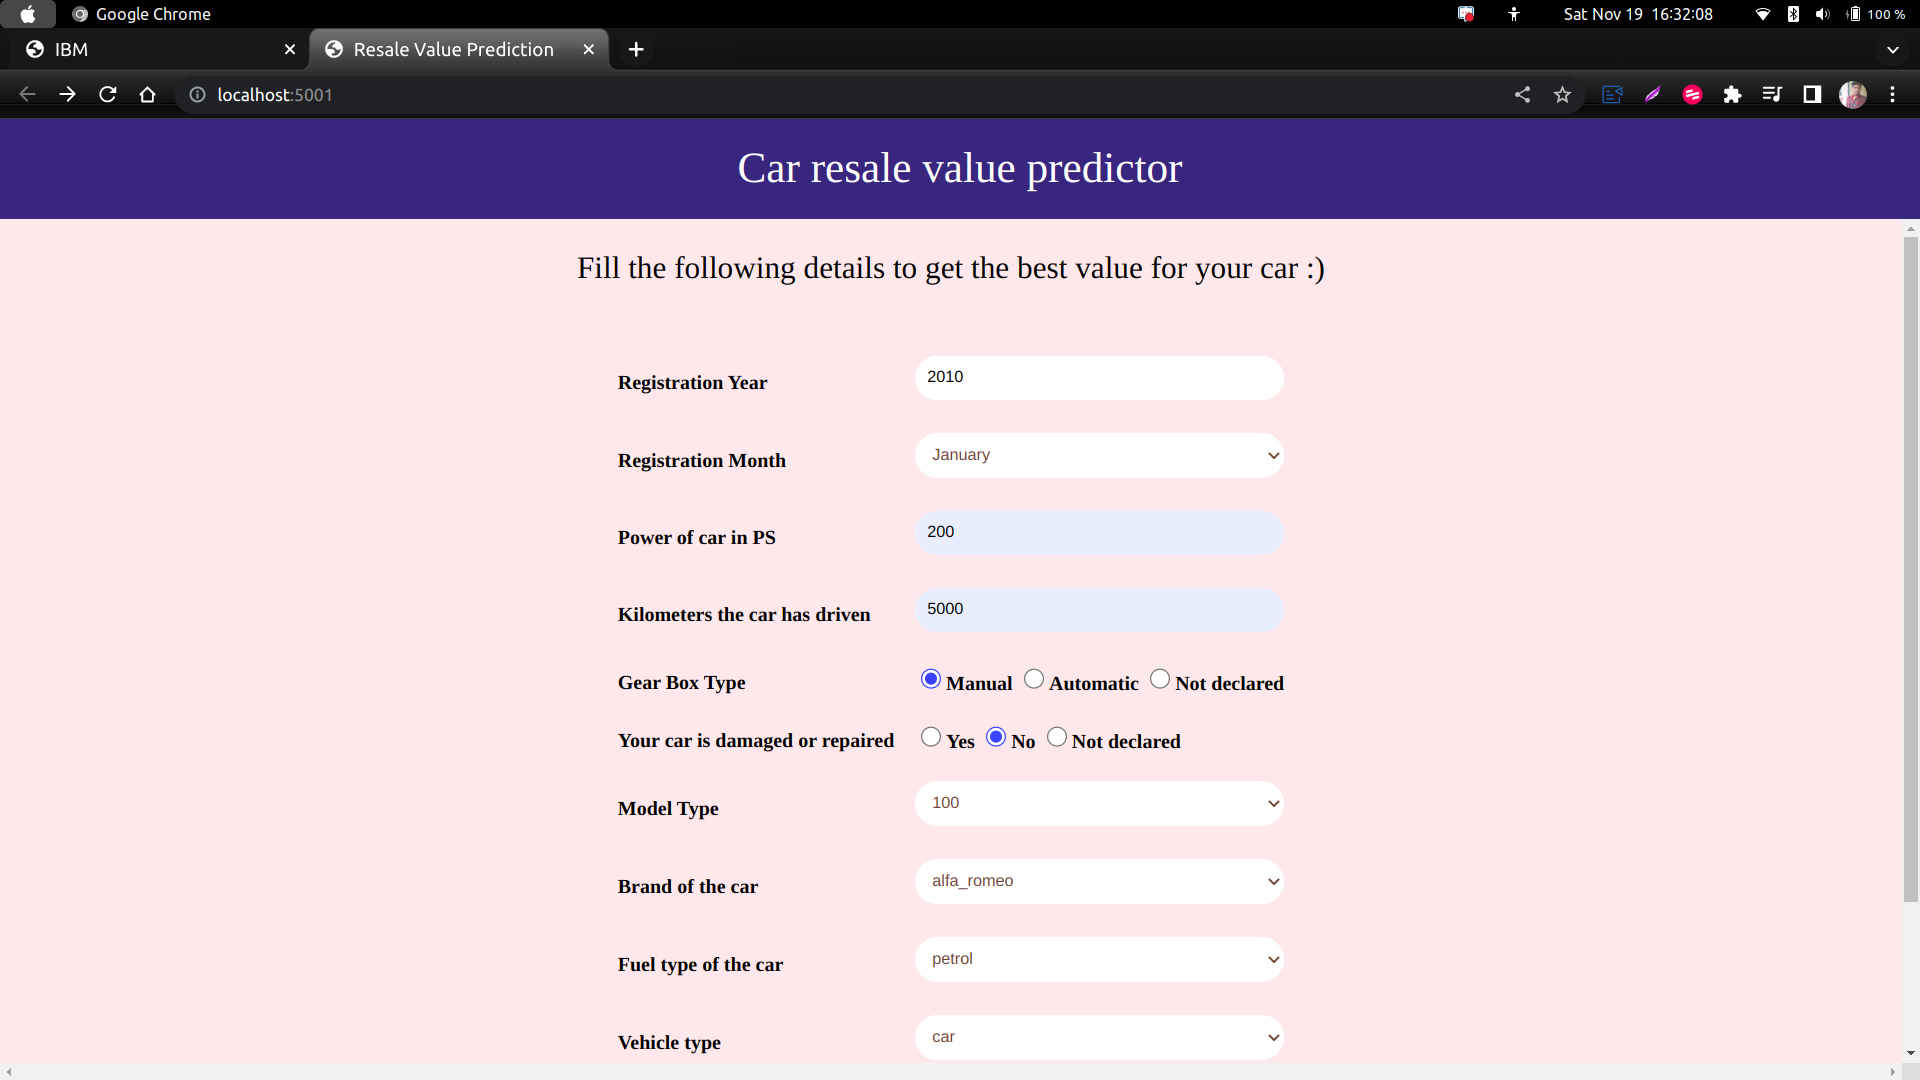 Google Chrome
Sat Nov 19 16:32:08
100 %
IBM
Resale Value Prediction
localhost:5001
Car resale value predictor
Fill the following details to get the best value for your car :)
Registration Year 2010
Registration Month January
Power of car in PS 200
Kilometers the car has driven 5000
Gear Box Type Manual Automatic Not declared
Your car is damaged or repaired Yes No Not declared
Model Type 100
Brand of the car alfa_romeo
Fuel type of the car petrol
Vehicle type car